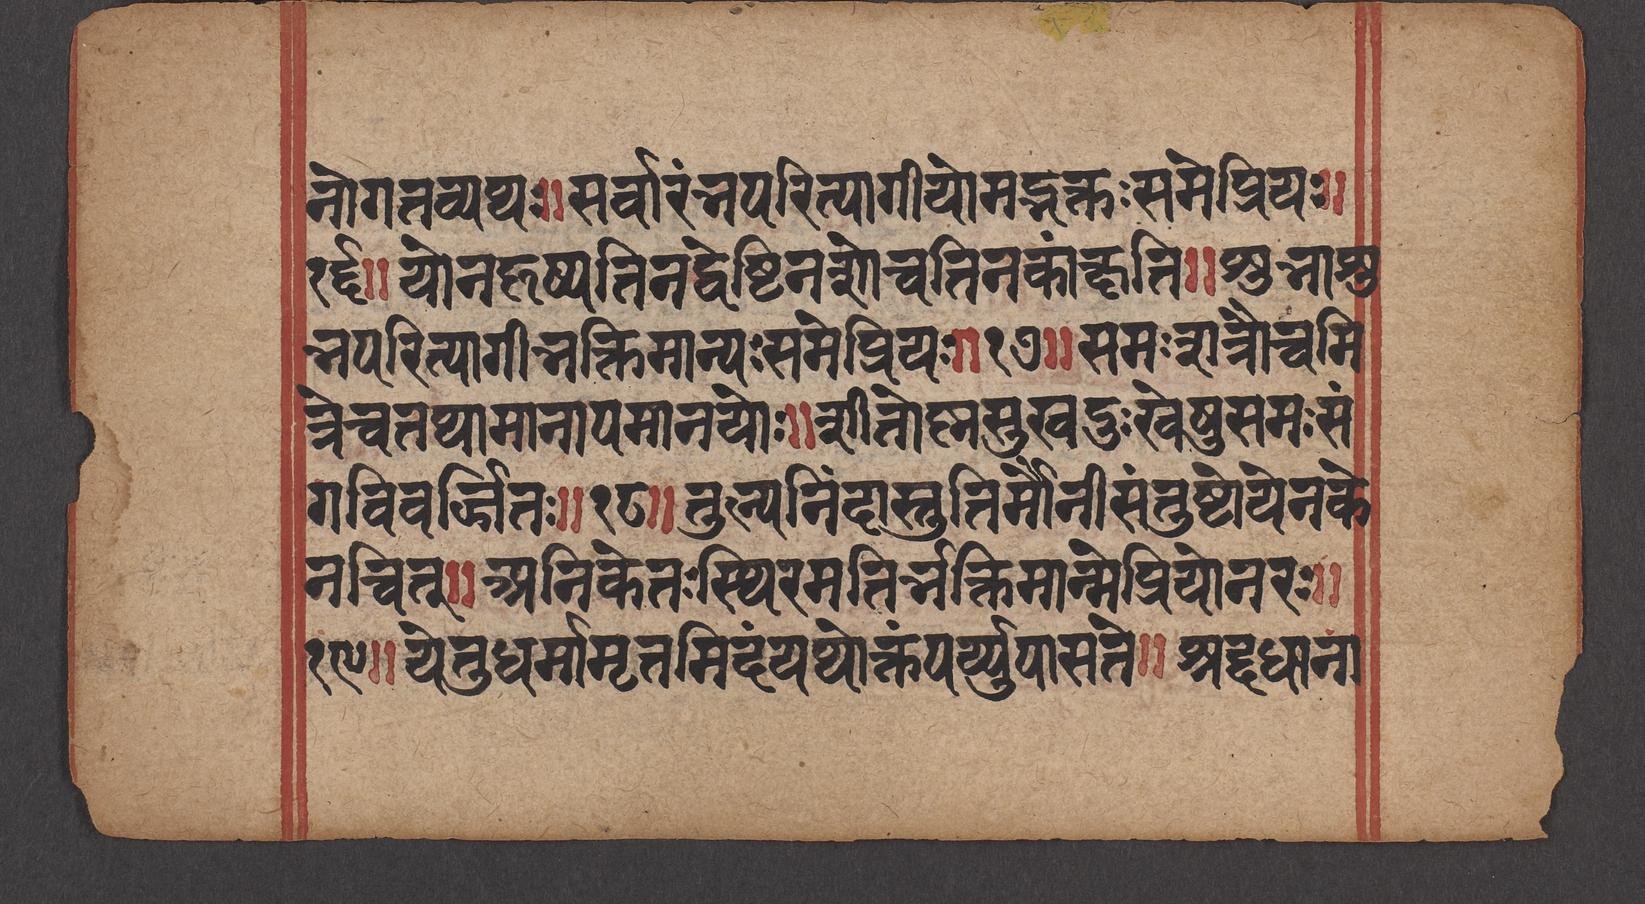 नोगतव्यथः॥सर्वारंभपरित्यागीयोमद्भक्तःसमेप्रियः॥
१६॥योनहृष्यतिनद्वेष्टिनशोचतिनकांक्षति॥शुभाशु
भपरित्यागीभक्तिमान्यःसमेप्रियः॥१७॥समःशत्रौचमि
त्रेचतथामानापमानयोः॥शीतोष्णसुखदुःखेषुसमःसं
गविवर्ज्जितः॥१८॥तुल्यनिंदास्तुतिर्मौनीसंतुष्टोयेनके
नचित्॥अनिकेतःस्थिरमतिर्भक्तिमान्मेप्रियोनरः॥
१९॥येतुधर्मामृतमिदंयथोक्तंपर्य्युपासते॥श्रद्दधाना